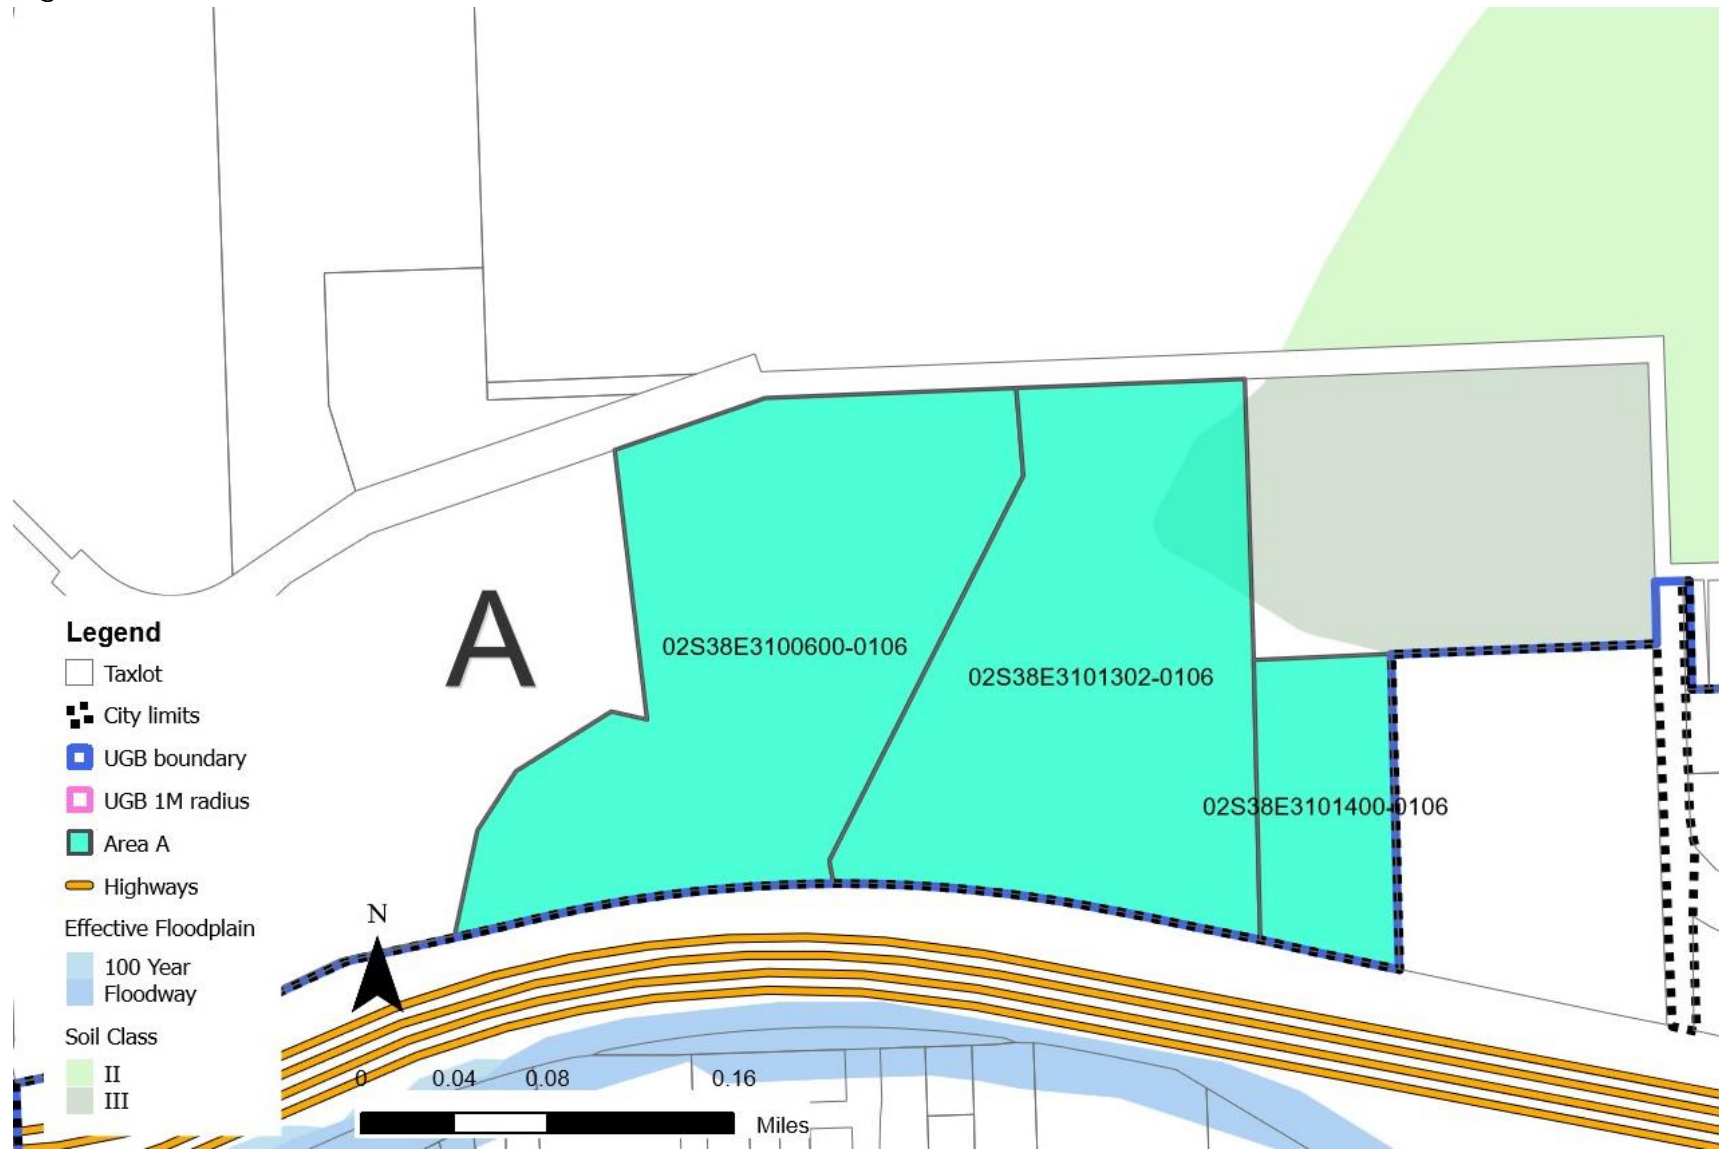 A
02S38E3100600-0106
02S38E3101302-0106
02S38E3101400-0106
Legend
Taxlot
City limits
UGB boundary
UGB 1M radius
Area A
Highways
Effective Floodplain
100 Year
Floodway
Soil Class
II
III
N
0 0.04 0.08 0.16
Miles